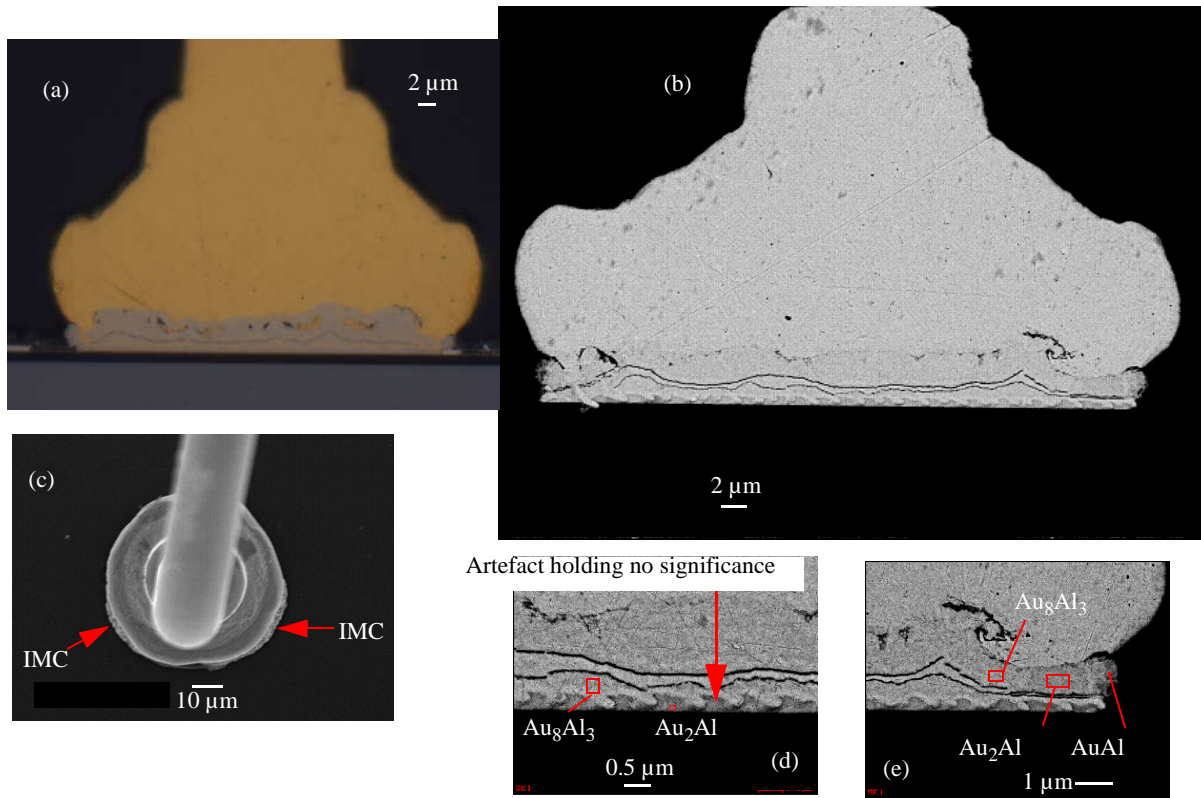 (a)
2 µm
(b)
2 µm
(c)
IMC
IMC
10 µm
Artefact holding no significance
Au8Al3
Au2Al
0.5 µm
(d)
SE1
Au8Al3
Au2Al
AuAl
(e)
1 µm